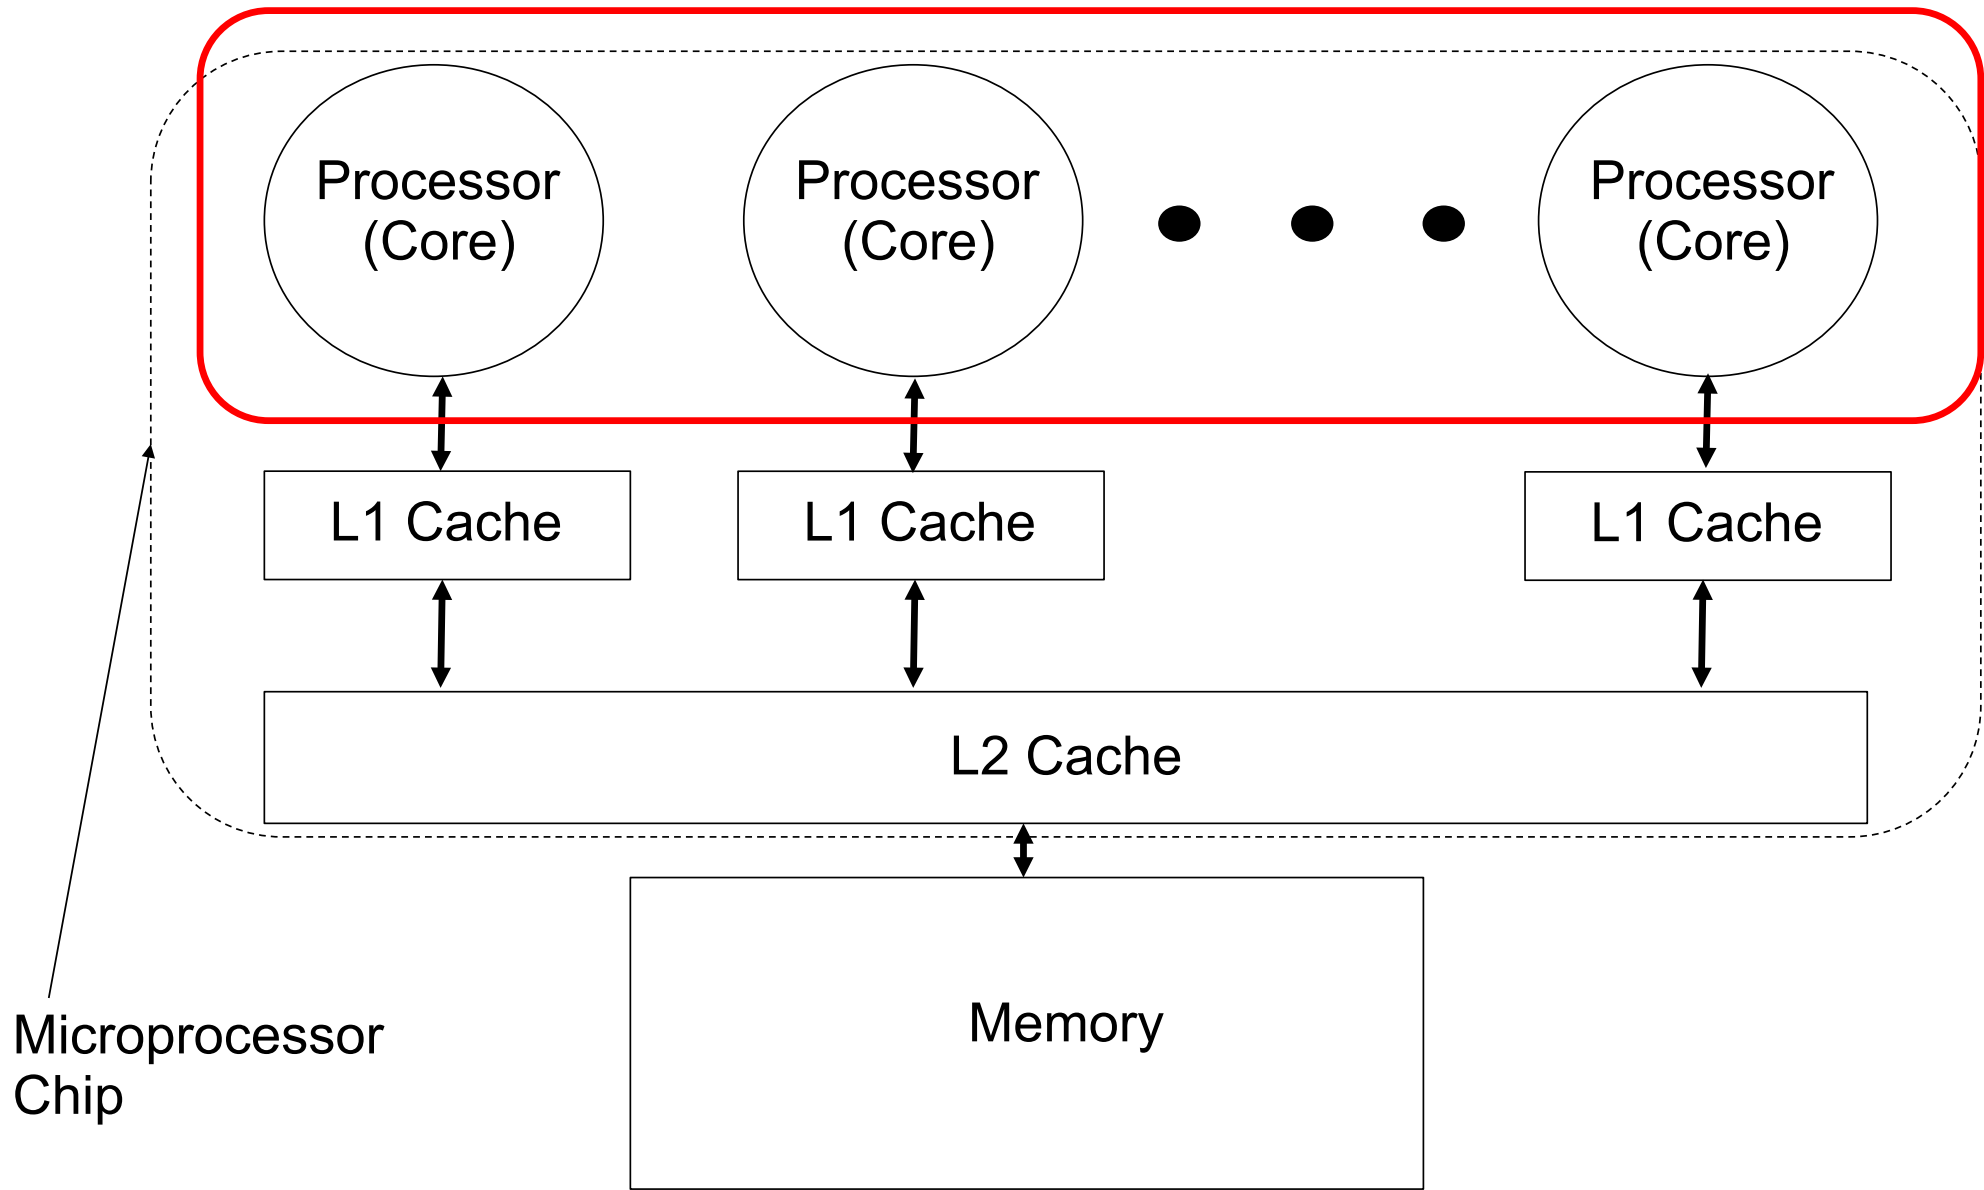 Processor
(Core)
Processor
(Core)
Processor
(Core)
L1 Cache
L1 Cache
L1 Cache
L2 Cache
Memory
Microprocessor
Chip